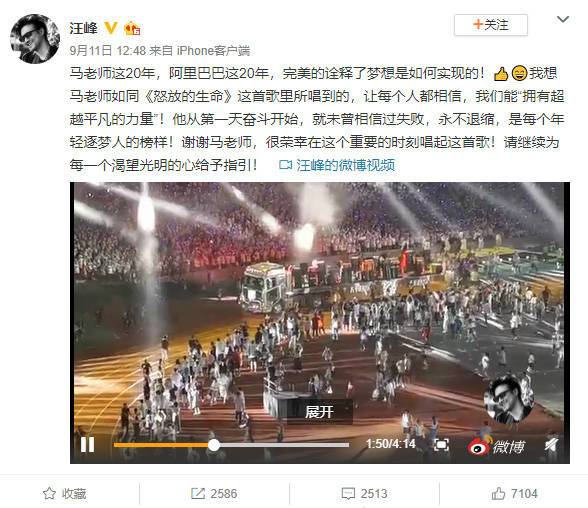 汪峰
+关注
9月11日 12:48 来自 iPhone客户端
马老师这20年，阿里巴巴这20年，完美的诠释了梦想是如何实现的！我想
马老师如同《怒放的生命》这首歌里所唱到的，让每个人都相信，我们能“拥有超
越平凡的力量”！他从第一天奋斗开始，就未曾相信过失败，永不退缩，是每个年
轻逐梦人的榜样！谢谢马老师，很荣幸在这个重要的时刻唱起这首歌！请继续为
每一个渴望光明的心给予指引！ 汪峰的微博视频
展开
1:50/4:14
微博
收藏 2586 2513 7104